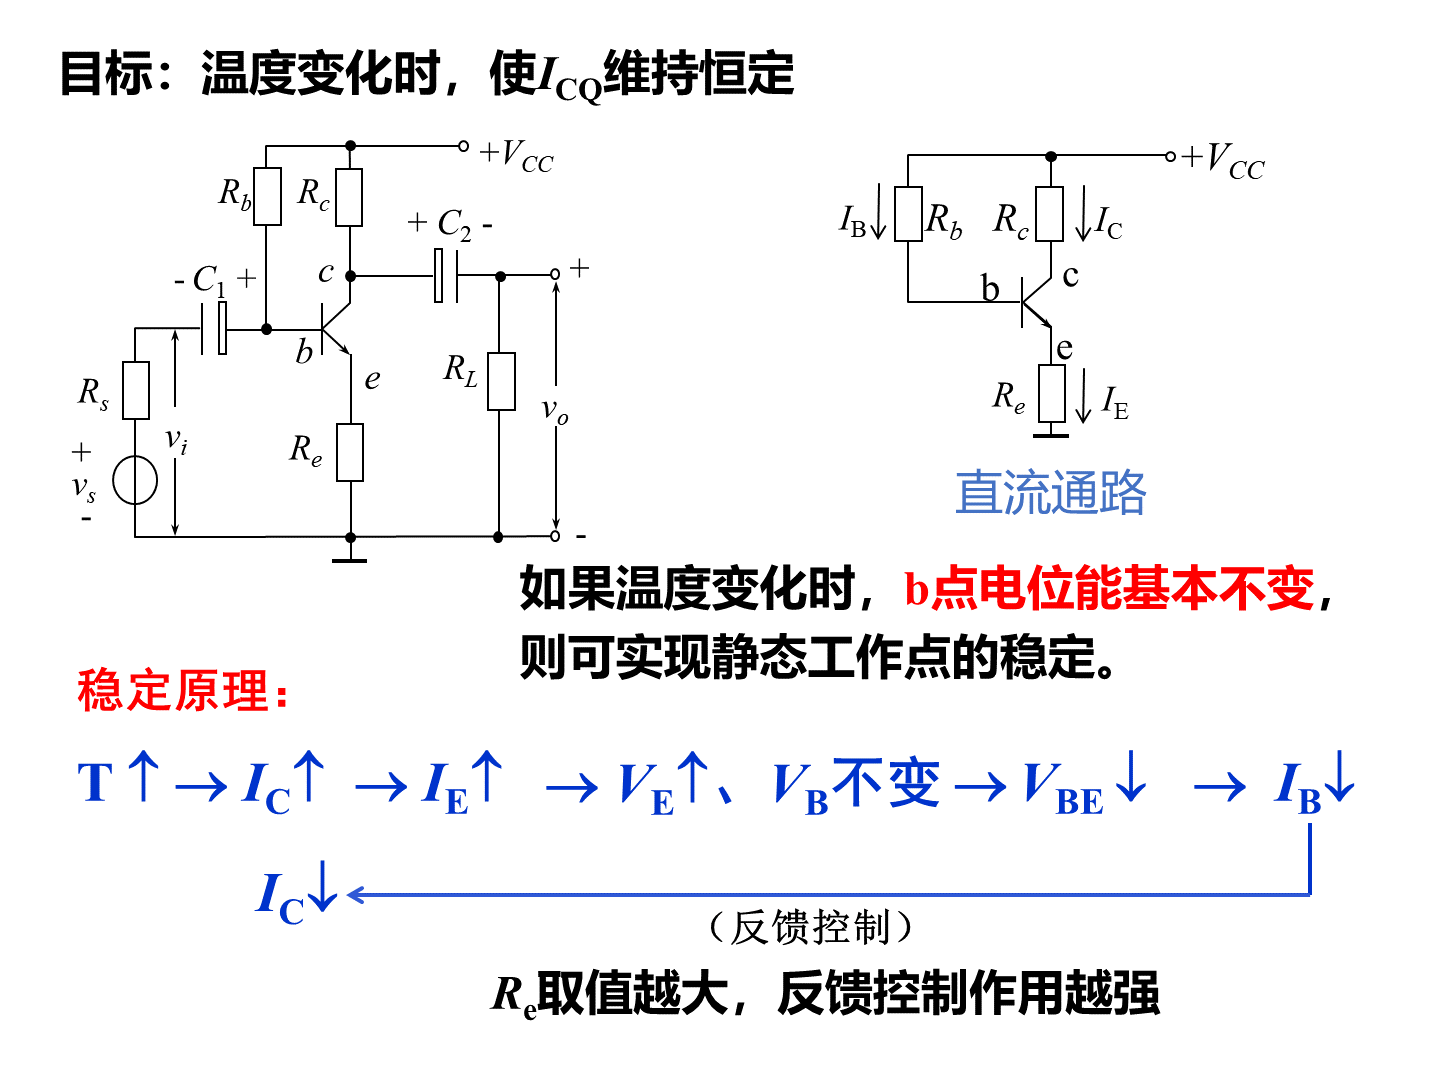 目标：温度变化时，使ICQ维持恒定
+VCC
Rb
Rc
+ C2 -
- C1 +
c
+
b
e
RL
Rs
vi
vo
Re
+
vs
-
-
+VCC
IB
Rb
Rc
IC
b
c
e
Re
IE
直流通路
如果温度变化时，b点电位能基本不变，
则可实现静态工作点的稳定。
稳定原理：
T↑→IC↑ →IE↑ →VE↑、VB不变→VBE↓ → IB↓
IC↓
（反馈控制）
Re取值越大，反馈控制作用越强